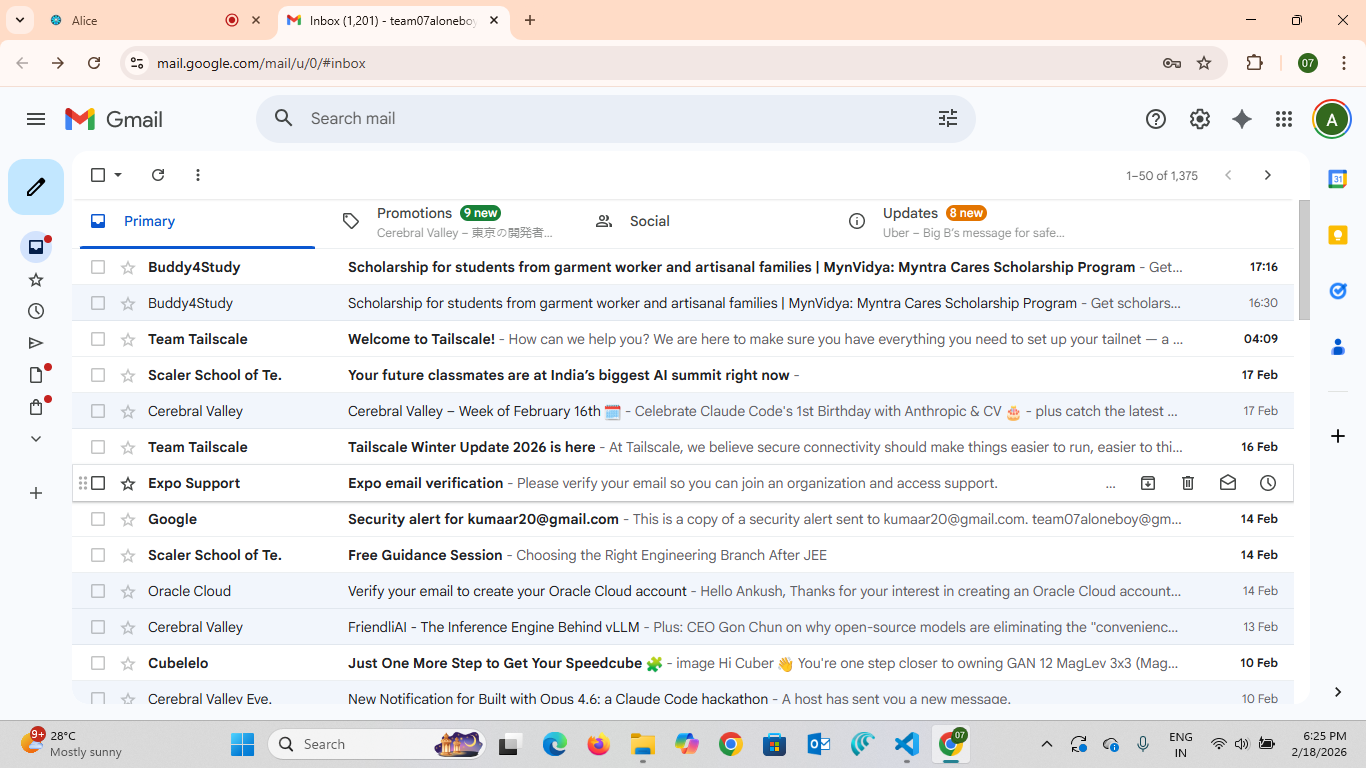 Alice
Inbox (1,201) - team07aloneboy
mail.google.com/mail/u/0/#inbox
07
Gmail
Search mail
A
1–50 of 1,375
Primary
Promotions 9 new
Cerebral Valley – 東京の開発者...
Social
Updates 8 new
Uber – Big B's message for safe...
31
Buddy4Study Scholarship for students from garment worker and artisanal families | MynVidya: Myntra Cares Scholarship Program - Get... 17:16
Buddy4Study Scholarship for students from garment worker and artisanal families | MynVidya: Myntra Cares Scholarship Program - Get scholars... 16:30
Team Tailscale Welcome to Tailscale! - How can we help you? We are here to make sure you have everything you need to set up your tailnet — a ... 04:09
Scaler School of Te. Your future classmates are at India's biggest AI summit right now - 17 Feb
Cerebral Valley Cerebral Valley – Week of February 16th 🗓️ - Celebrate Claude Code's 1st Birthday with Anthropic & CV 🎂 - plus catch the latest ... 17 Feb
Team Tailscale Tailscale Winter Update 2026 is here - At Tailscale, we believe secure connectivity should make things easier to run, easier to thi... 16 Feb
Expo Support Expo email verification - Please verify your email so you can join an organization and access support. ...
Google Security alert for kumaar20@gmail.com - This is a copy of a security alert sent to kumaar20@gmail.com. team07aloneboy@gm... 14 Feb
Scaler School of Te. Free Guidance Session - Choosing the Right Engineering Branch After JEE 14 Feb
Oracle Cloud Verify your email to create your Oracle Cloud account - Hello Ankush, Thanks for your interest in creating an Oracle Cloud account... 14 Feb
Cerebral Valley FriendliAI - The Inference Engine Behind vLLM - Plus: CEO Gon Chun on why open-source models are eliminating the "convenienc... 13 Feb
Cubelelo Just One More Step to Get Your Speedcube 🧩 - image Hi Cuber 👋 You're one step closer to owning GAN 12 MagLev 3x3 (Mag... 10 Feb
Cerebral Valley Eve. New Notification for Built with Opus 4.6: a Claude Code hackathon - A host has sent you a new message. 10 Feb
9+
28°C
Mostly sunny
Search
07
ENG
IN
6:25 PM
2/18/2026